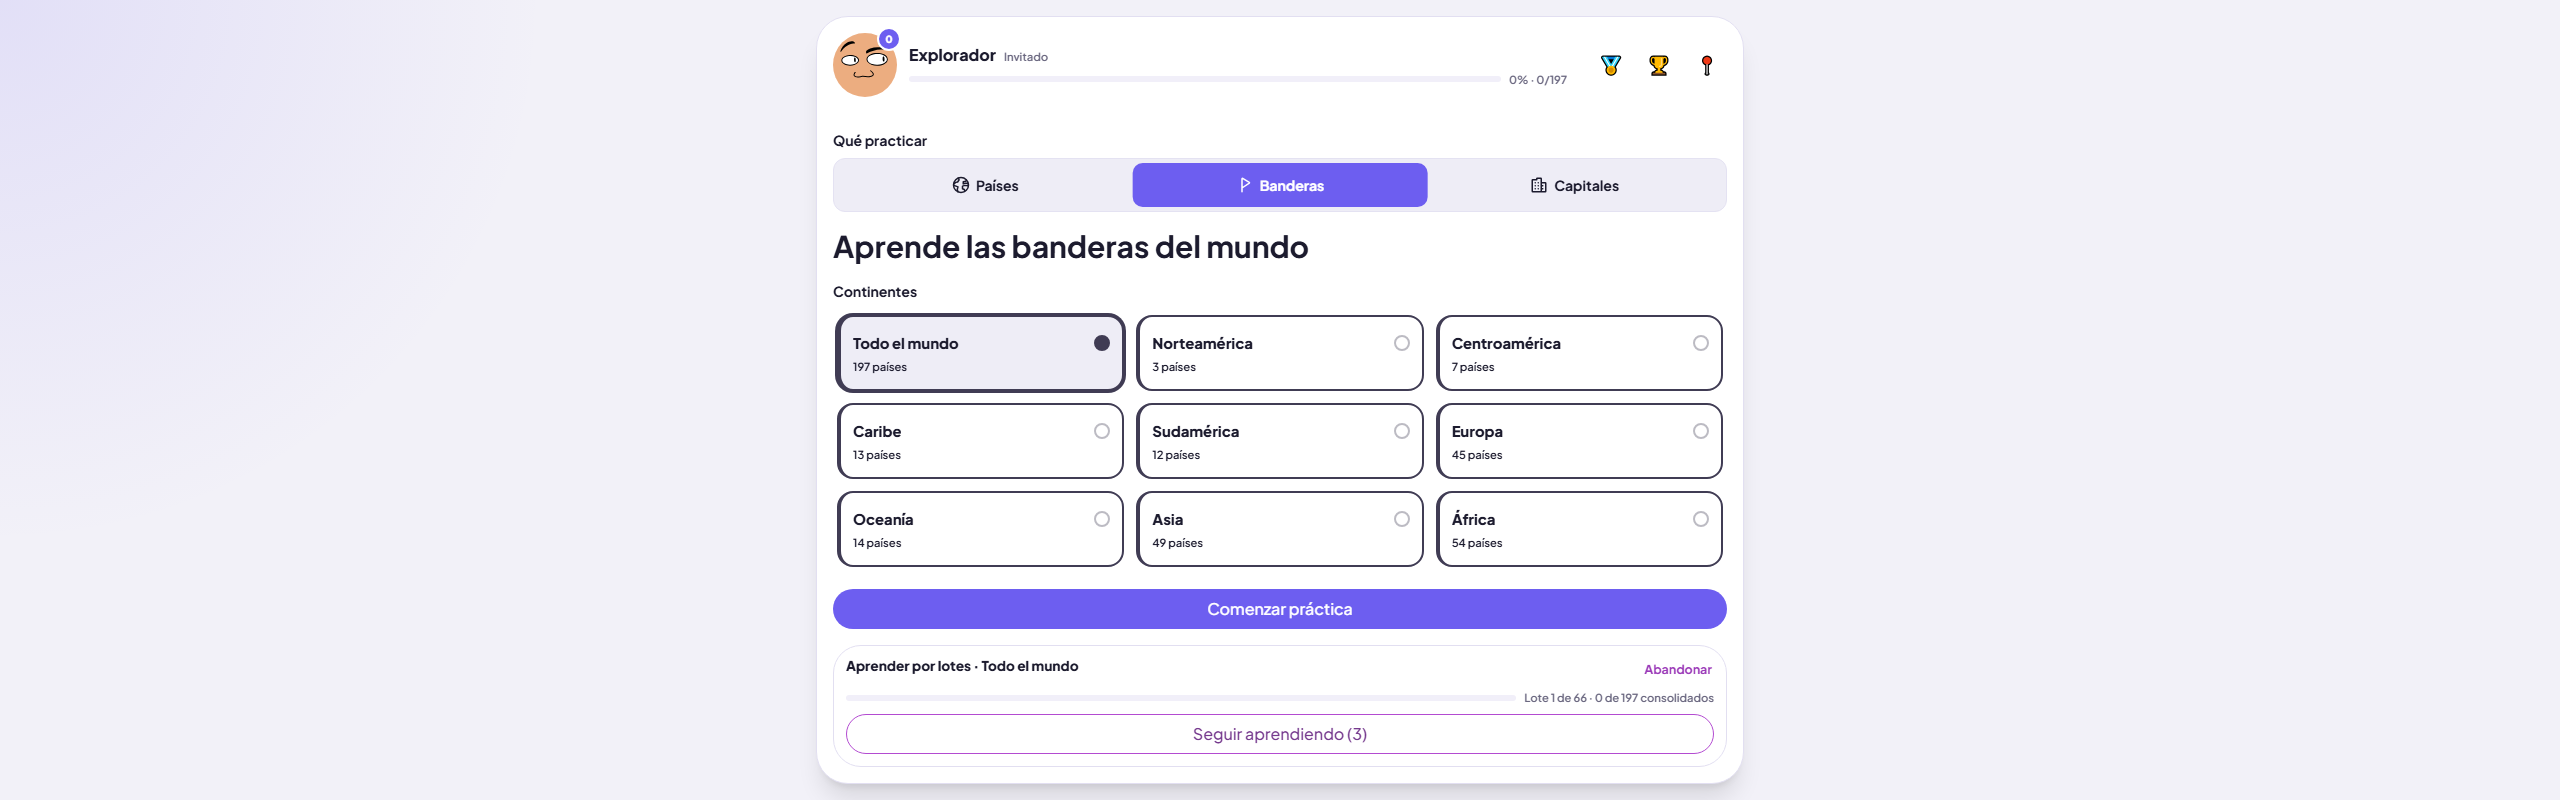 0
Explorador Invitado
0% · 0/197
Qué practicar
Países
Banderas
Capitales
Aprende las banderas del mundo
Continentes
Todo el mundo
197 países
Norteamérica
3 países
Centroamérica
7 países
Caribe
13 países
Sudamérica
12 países
Europa
45 países
Oceanía
14 países
Asia
49 países
África
54 países
Comenzar práctica
Aprender por lotes · Todo el mundo
Abandonar
Lote 1 de 66 · 0 de 197 consolidados
Seguir aprendiendo (3)